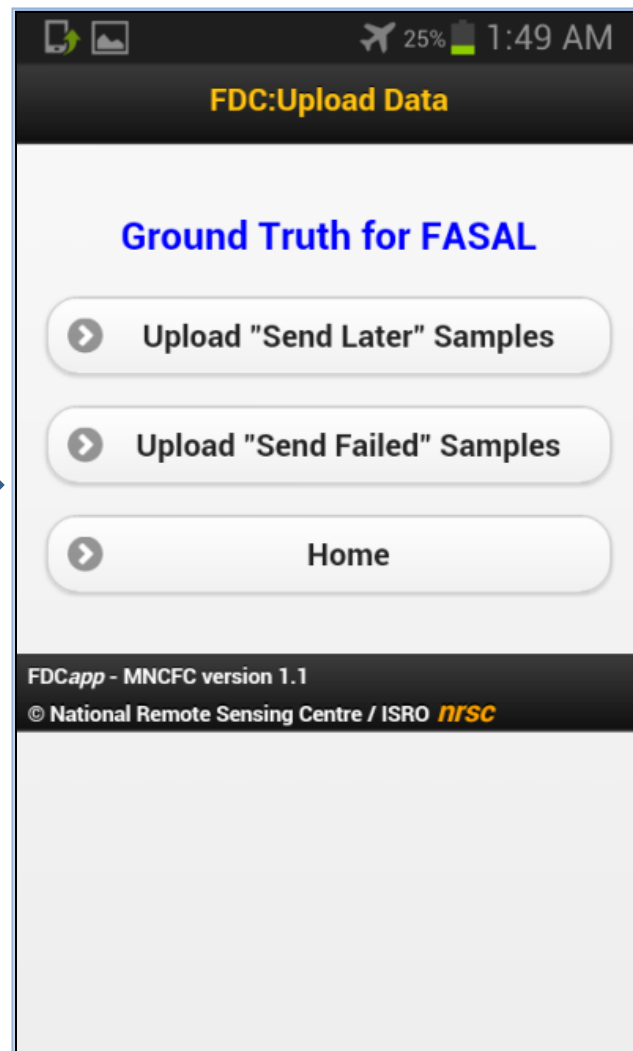 25% 1:49 AM
FDC:Upload Data
Ground Truth for FASAL
Upload "Send Later" Samples
Upload "Send Failed" Samples
Home
FDCapp - MNCFC version 1.1
© National Remote Sensing Centre / ISRO nrsc